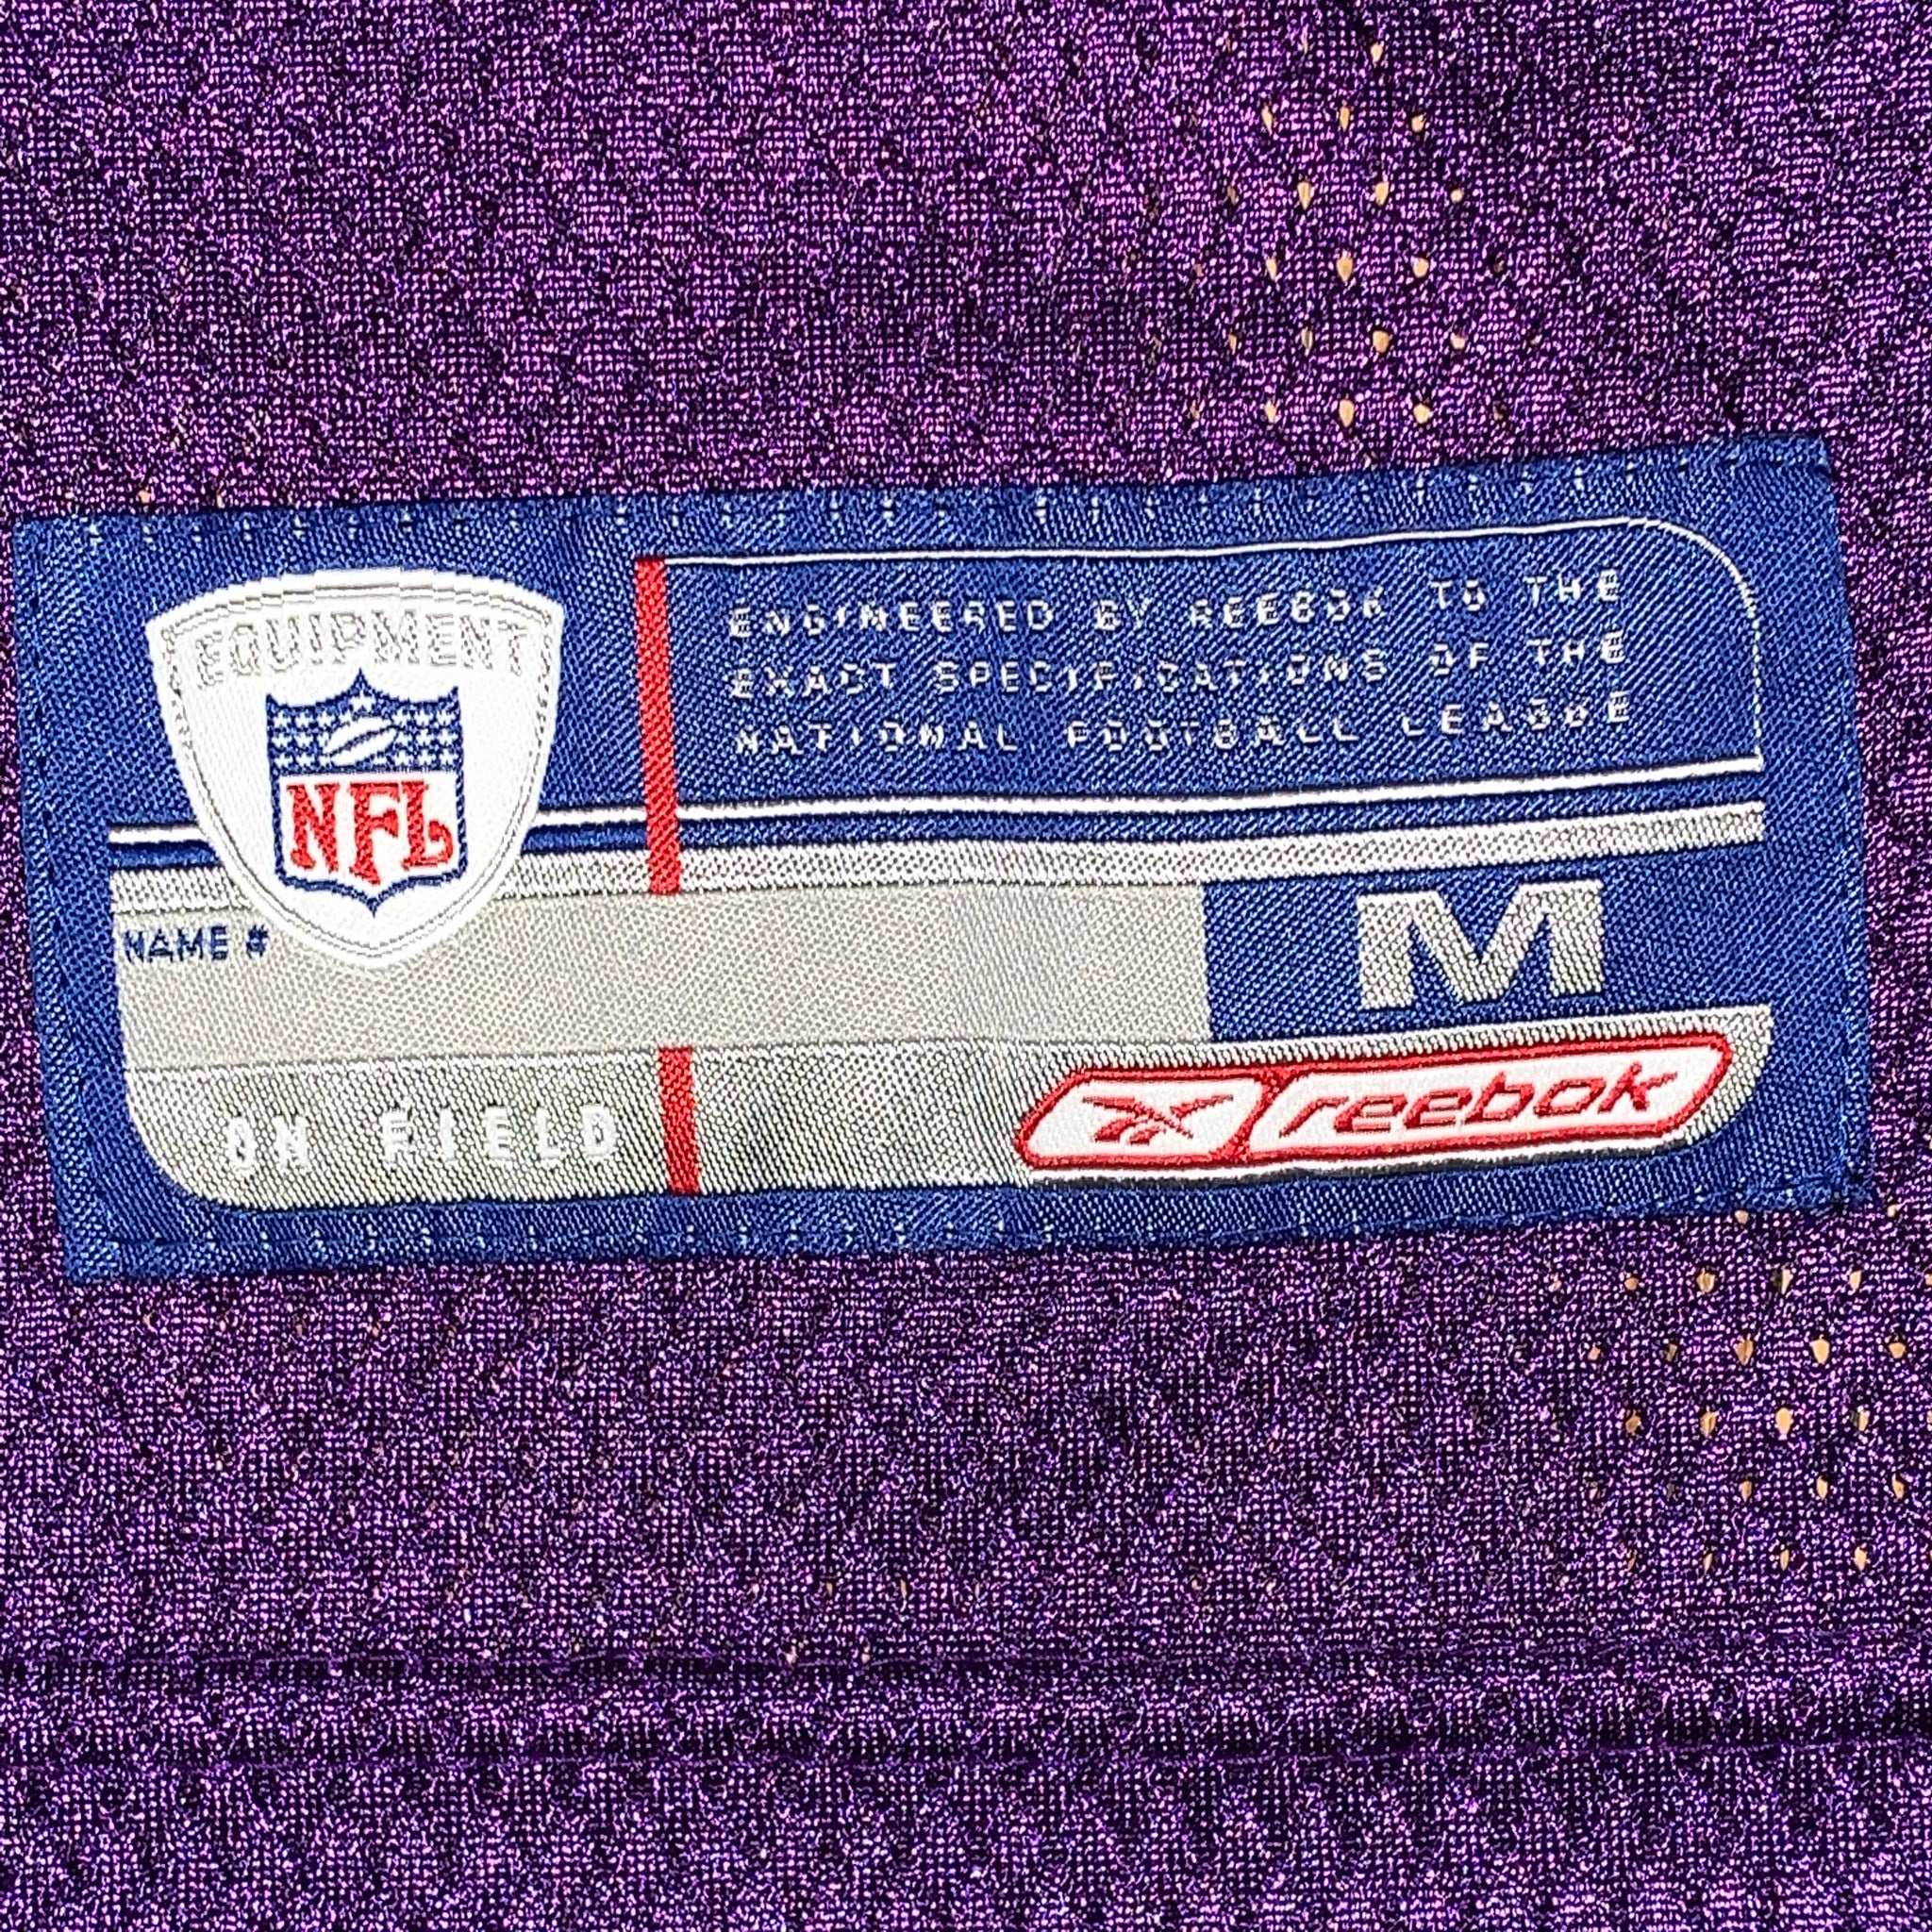 EQUIPMENT
NFL
ENGINEERED BY REEBOK TO THE
EXACT SPECIFICATIONS OF THE
NATIONAL FOOTBALL LEAGUE
NAME #
M
ON FIELD
reebok